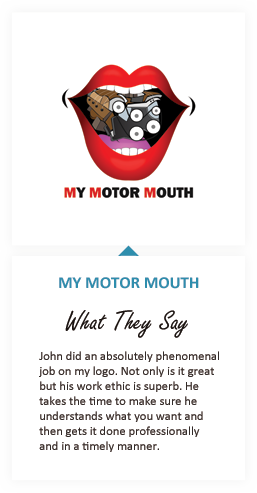 MY MOTOR MOUTH
MY MOTOR MOUTH
What They Say
John did an absolutely phenomenal
job on my logo. Not only is it great
but his work ethic is superb. He
takes the time to make sure he
understands what you want and
then gets it done professionally
and in a timely manner.